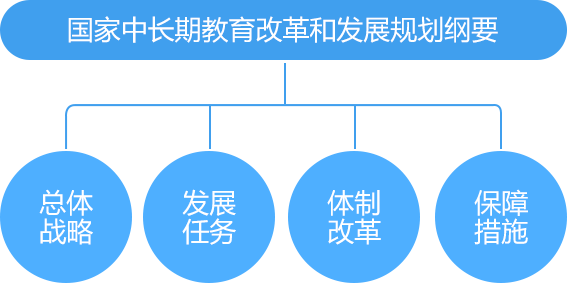 国家中长期教育改革和发展规划纲要
总体
战略
发展
任务
体制
改革
保障
措施